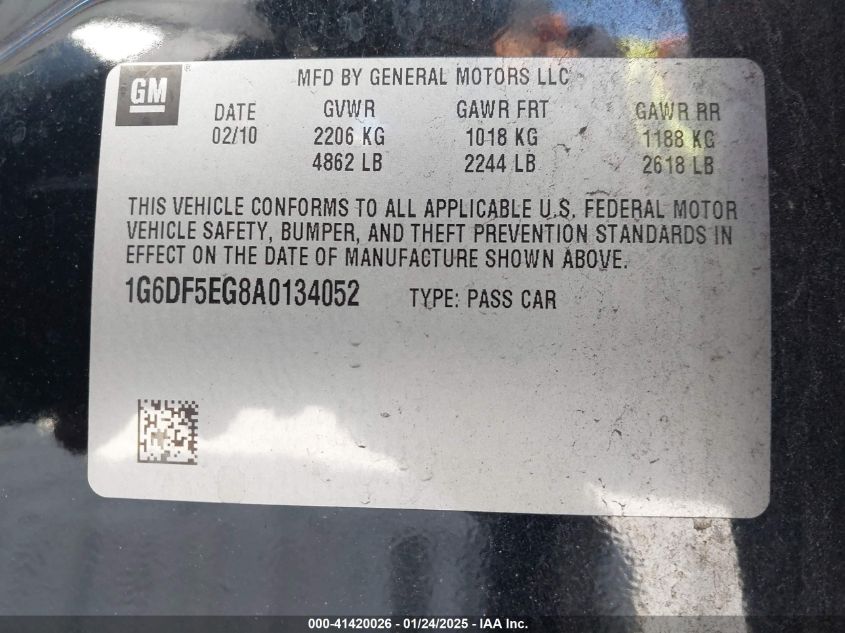 GM ®
MFD BY GENERAL MOTORS LLC
DATE GVWR GAWR FRT GAWR RR
02/10 2206 KG 1018 KG 1188 KG
4862 LB 2244 LB 2618 LB
THIS VEHICLE CONFORMS TO ALL APPLICABLE U.S. FEDERAL MOTOR
VEHICLE SAFETY, BUMPER, AND THEFT PREVENTION STANDARDS IN
EFFECT ON THE DATE OF MANUFACTURE SHOWN ABOVE.
1G6DF5EG8A0134052 TYPE: PASS CAR
000-41420026 - 01/24/2025 - IAA Inc.